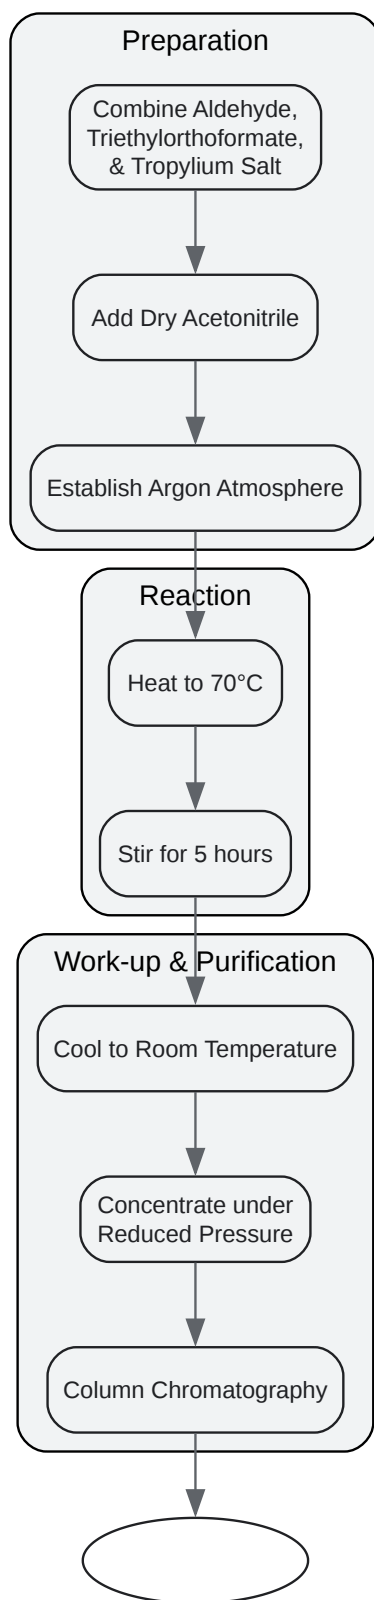 Preparation
Combine Aldehyde,
Triethylorthoformate,
& Tropylium Salt
Add Dry Acetonitrile
Establish Argon Atmosphere
Reaction
Heat to 70°C
Stir for 5 hours
Work-up & Purification
Cool to Room Temperature
Concentrate under
Reduced Pressure
Column Chromatography